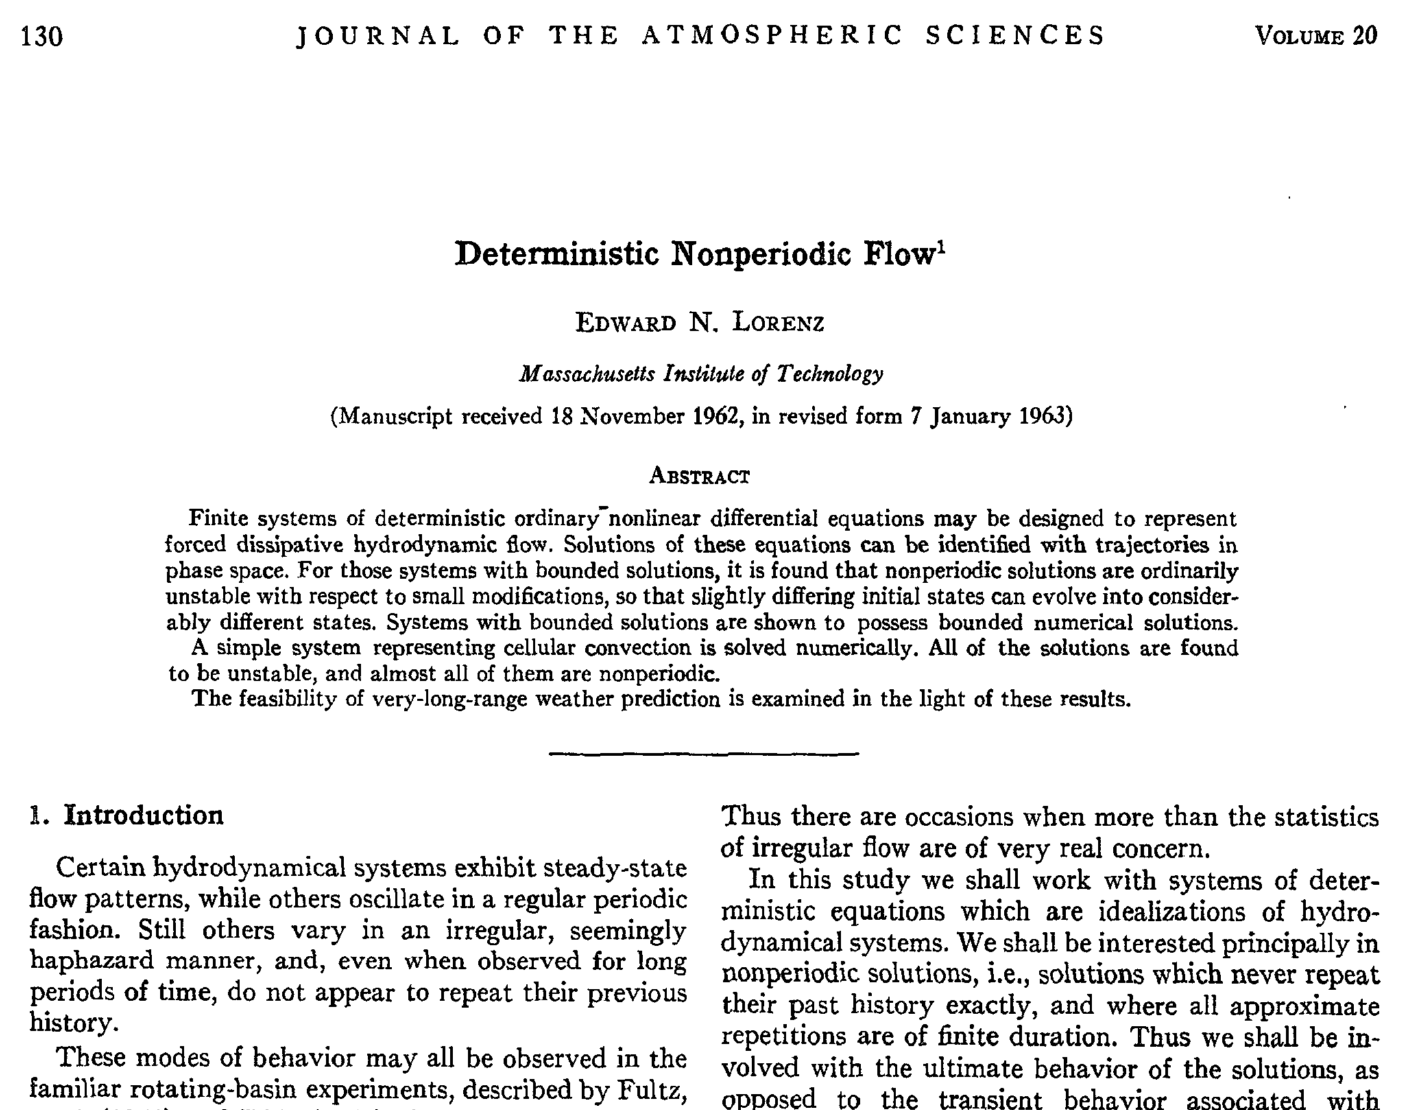 130 JOURNAL OF THE ATMOSPHERIC SCIENCES VOLUME 20
Deterministic Nonperiodic Flow¹
EDWARD N. LORENZ
Massachusetts Institute of Technology
(Manuscript received 18 November 1962, in revised form 7 January 1963)
ABSTRACT
Finite systems of deterministic ordinary nonlinear differential equations may be designed to represent
forced dissipative hydrodynamic flow. Solutions of these equations can be identified with trajectories in
phase space. For those systems with bounded solutions, it is found that nonperiodic solutions are ordinarily
unstable with respect to small modifications, so that slightly differing initial states can evolve into consider-
ably different states. Systems with bounded solutions are shown to possess bounded numerical solutions.
A simple system representing cellular convection is solved numerically. All of the solutions are found
to be unstable, and almost all of them are nonperiodic.
The feasibility of very-long-range weather prediction is examined in the light of these results.
1. Introduction
Certain hydrodynamical systems exhibit steady-state
flow patterns, while others oscillate in a regular periodic
fashion. Still others vary in an irregular, seemingly
haphazard manner, and, even when observed for long
periods of time, do not appear to repeat their previous
history.
These modes of behavior may all be observed in the
familiar rotating-basin experiments, described by Fultz,
Thus there are occasions when more than the statistics
of irregular flow are of very real concern.
In this study we shall work with systems of deter-
ministic equations which are idealizations of hydro-
dynamical systems. We shall be interested principally in
nonperiodic solutions, i.e., solutions which never repeat
their past history exactly, and where all approximate
repetitions are of finite duration. Thus we shall be in-
volved with the ultimate behavior of the solutions, as
opposed to the transient behavior associated with